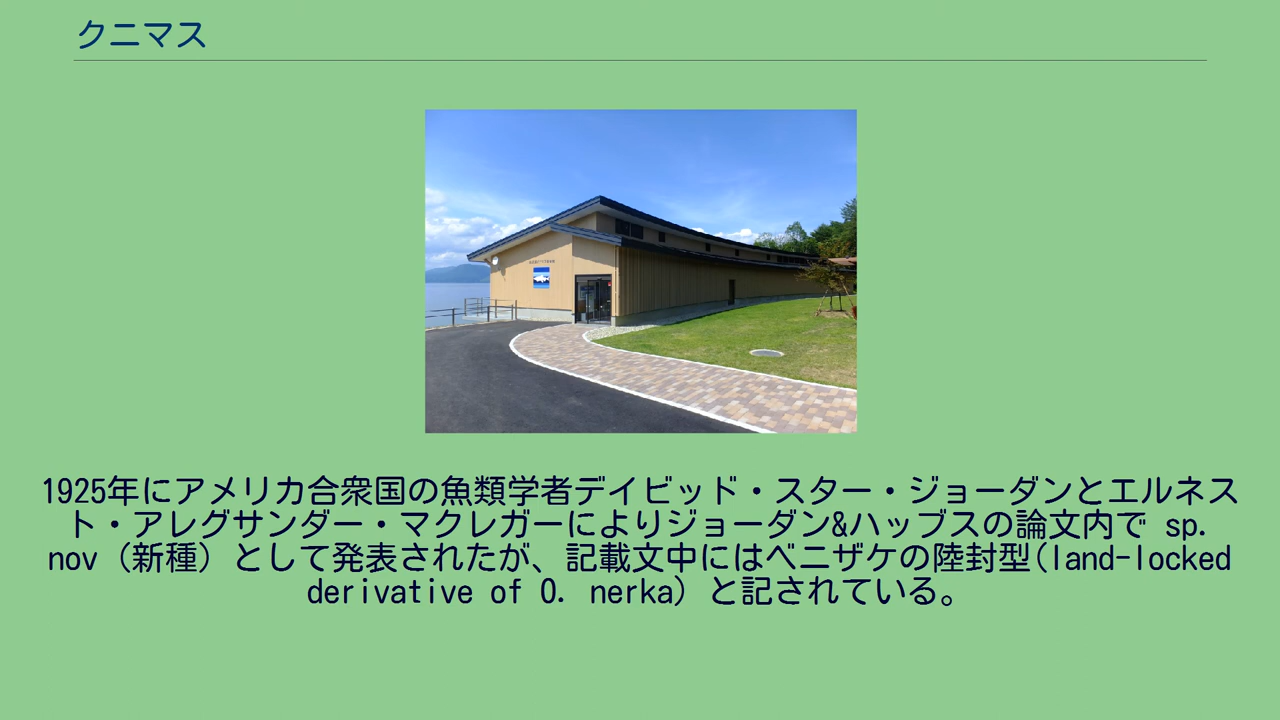 クニマス
1925年にアメリカ合衆国の魚類学者デイビッド・スター・ジョーダンとエルネス
ト・アレグサンダー・マクレガーによりジョーダン&ハッブスの論文内で sp.
nov（新種）として発表されたが、記載文中にはベニザケの陸封型(land-locked
derivative of O. nerka）と記されている。